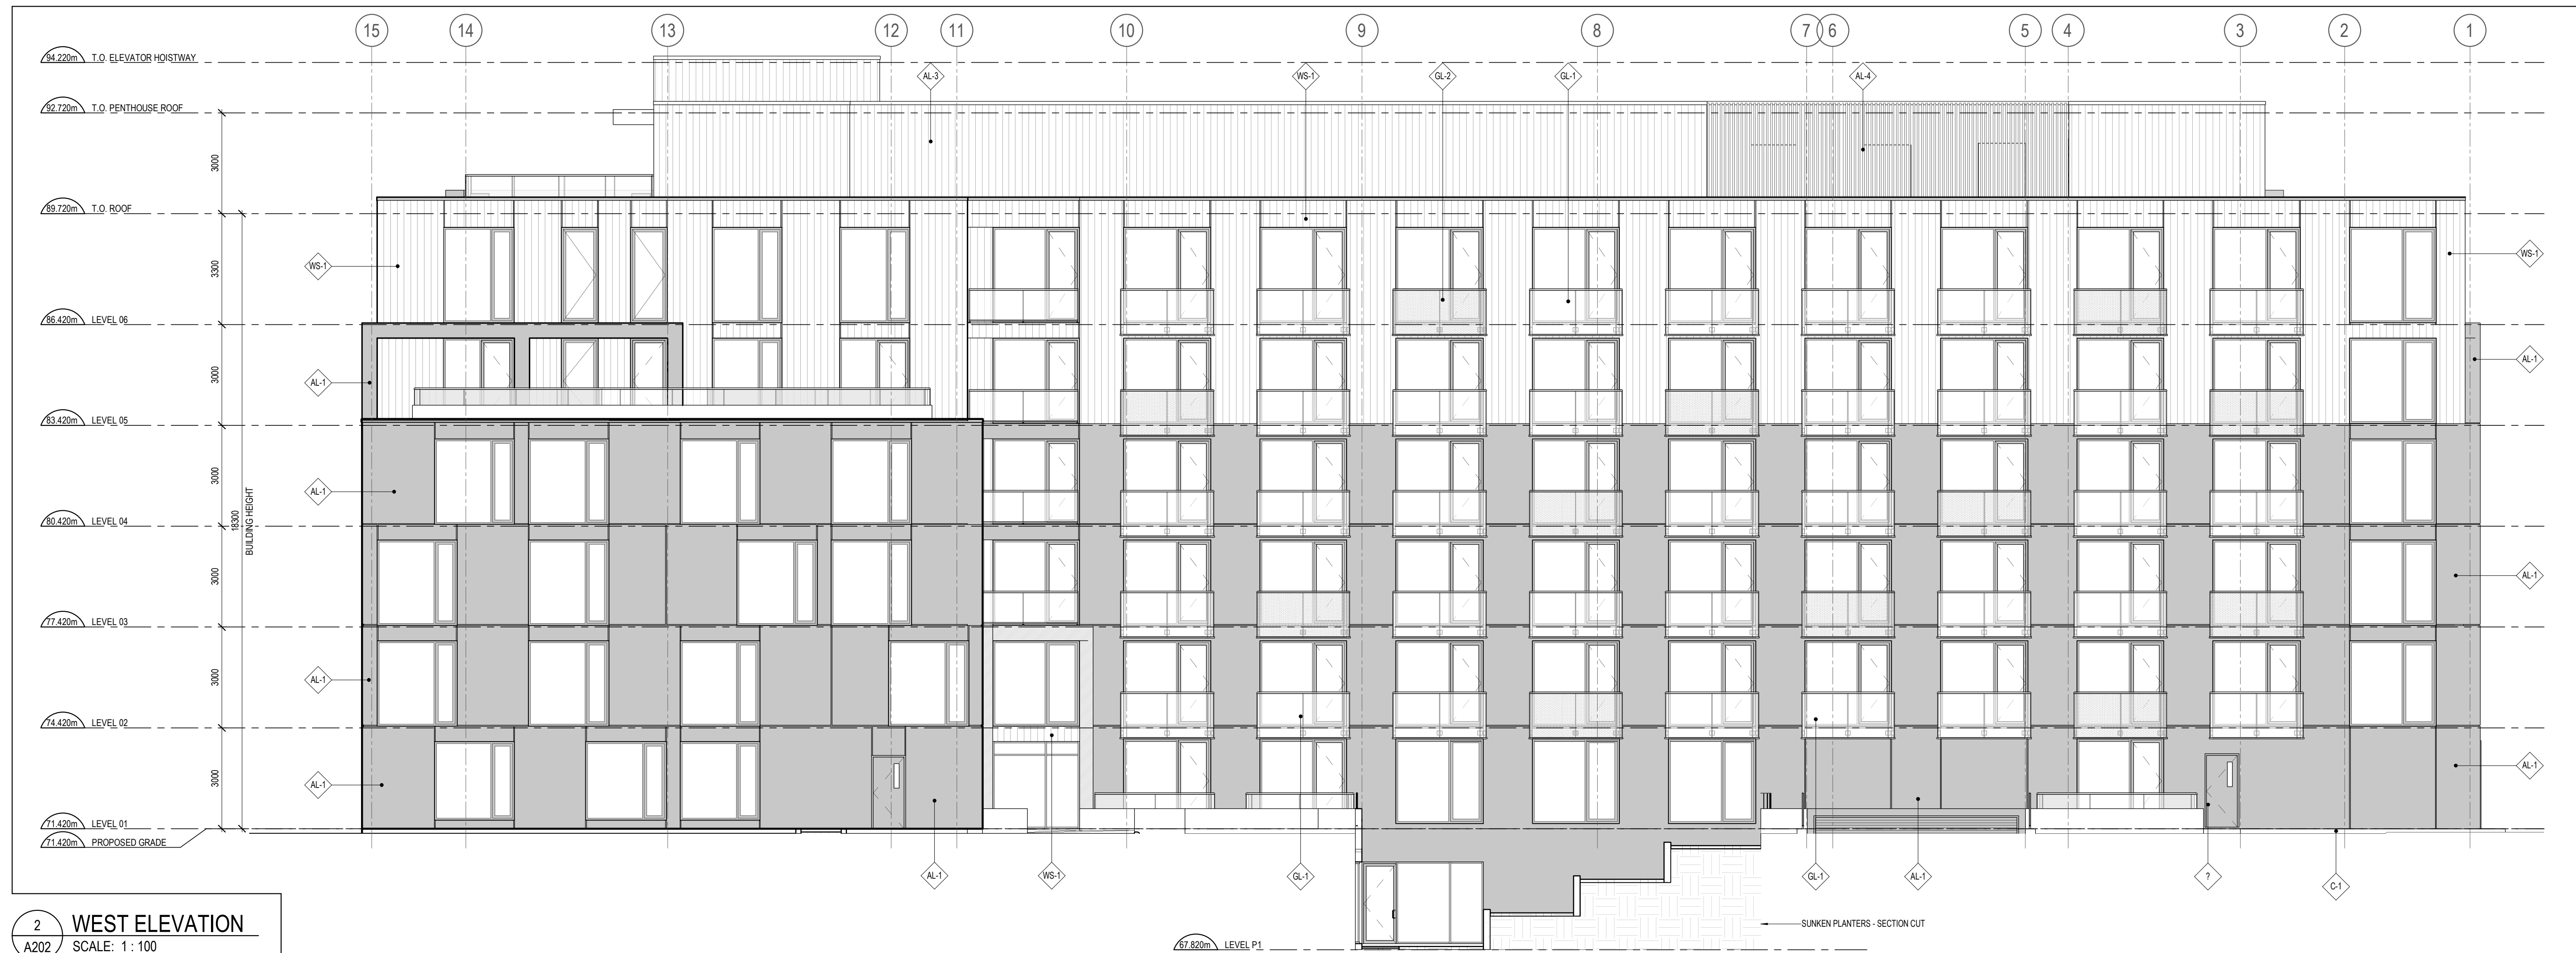 15 14 13 12 11 10 9 8 7 6 5 4 3 2 1
94.220m T.O. ELEVATOR HOISTWAY
AL-3 WS-1 GL-2 GL-1 AL-4
92.720m T.O. PENTHOUSE ROOF
3000
89.720m T.O. ROOF
3300
WS-1 WS-1
86.420m LEVEL 06
3000
AL-1 AL-1
83.420m LEVEL 05
3000
AL-1
80.420m LEVEL 04
18300
BUILDING HEIGHT
3000
AL-1
77.420m LEVEL 03
3000
AL-1
74.420m LEVEL 02
3000
AL-1 AL-1
71.420m LEVEL 01
71.420m PROPOSED GRADE
AL-1 WS-1 GL-1 GL-1 AL-1 ? C-1
SUNKEN PLANTERS - SECTION CUT
67.820m LEVEL P1
2
A202
WEST ELEVATION
SCALE: 1 : 100